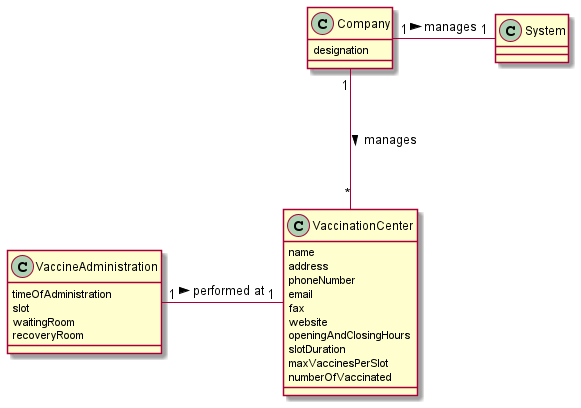 C Company
designation
1 manages 1
C System
1
manages
*
C VaccinationCenter
name
address
phoneNumber
email
fax
website
openingAndClosingHours
slotDuration
maxVaccinesPerSlot
numberOfVaccinated
C VaccineAdministration
timeOfAdministration
slot
waitingRoom
recoveryRoom
1 performed at 1